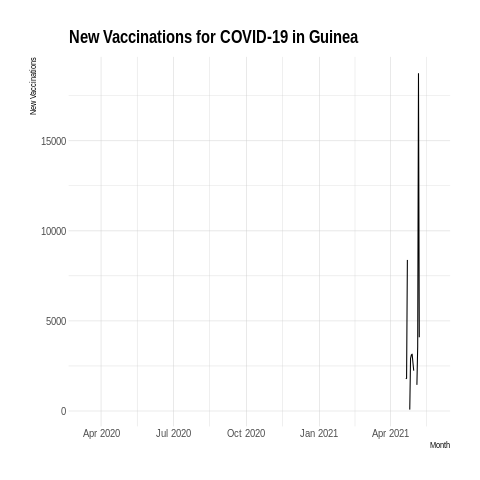 New Vaccinations for COVID-19 in Guinea
New Vaccinations
15000
10000
5000
0
Apr 2020 Jul 2020 Oct 2020 Jan 2021 Apr 2021
Month